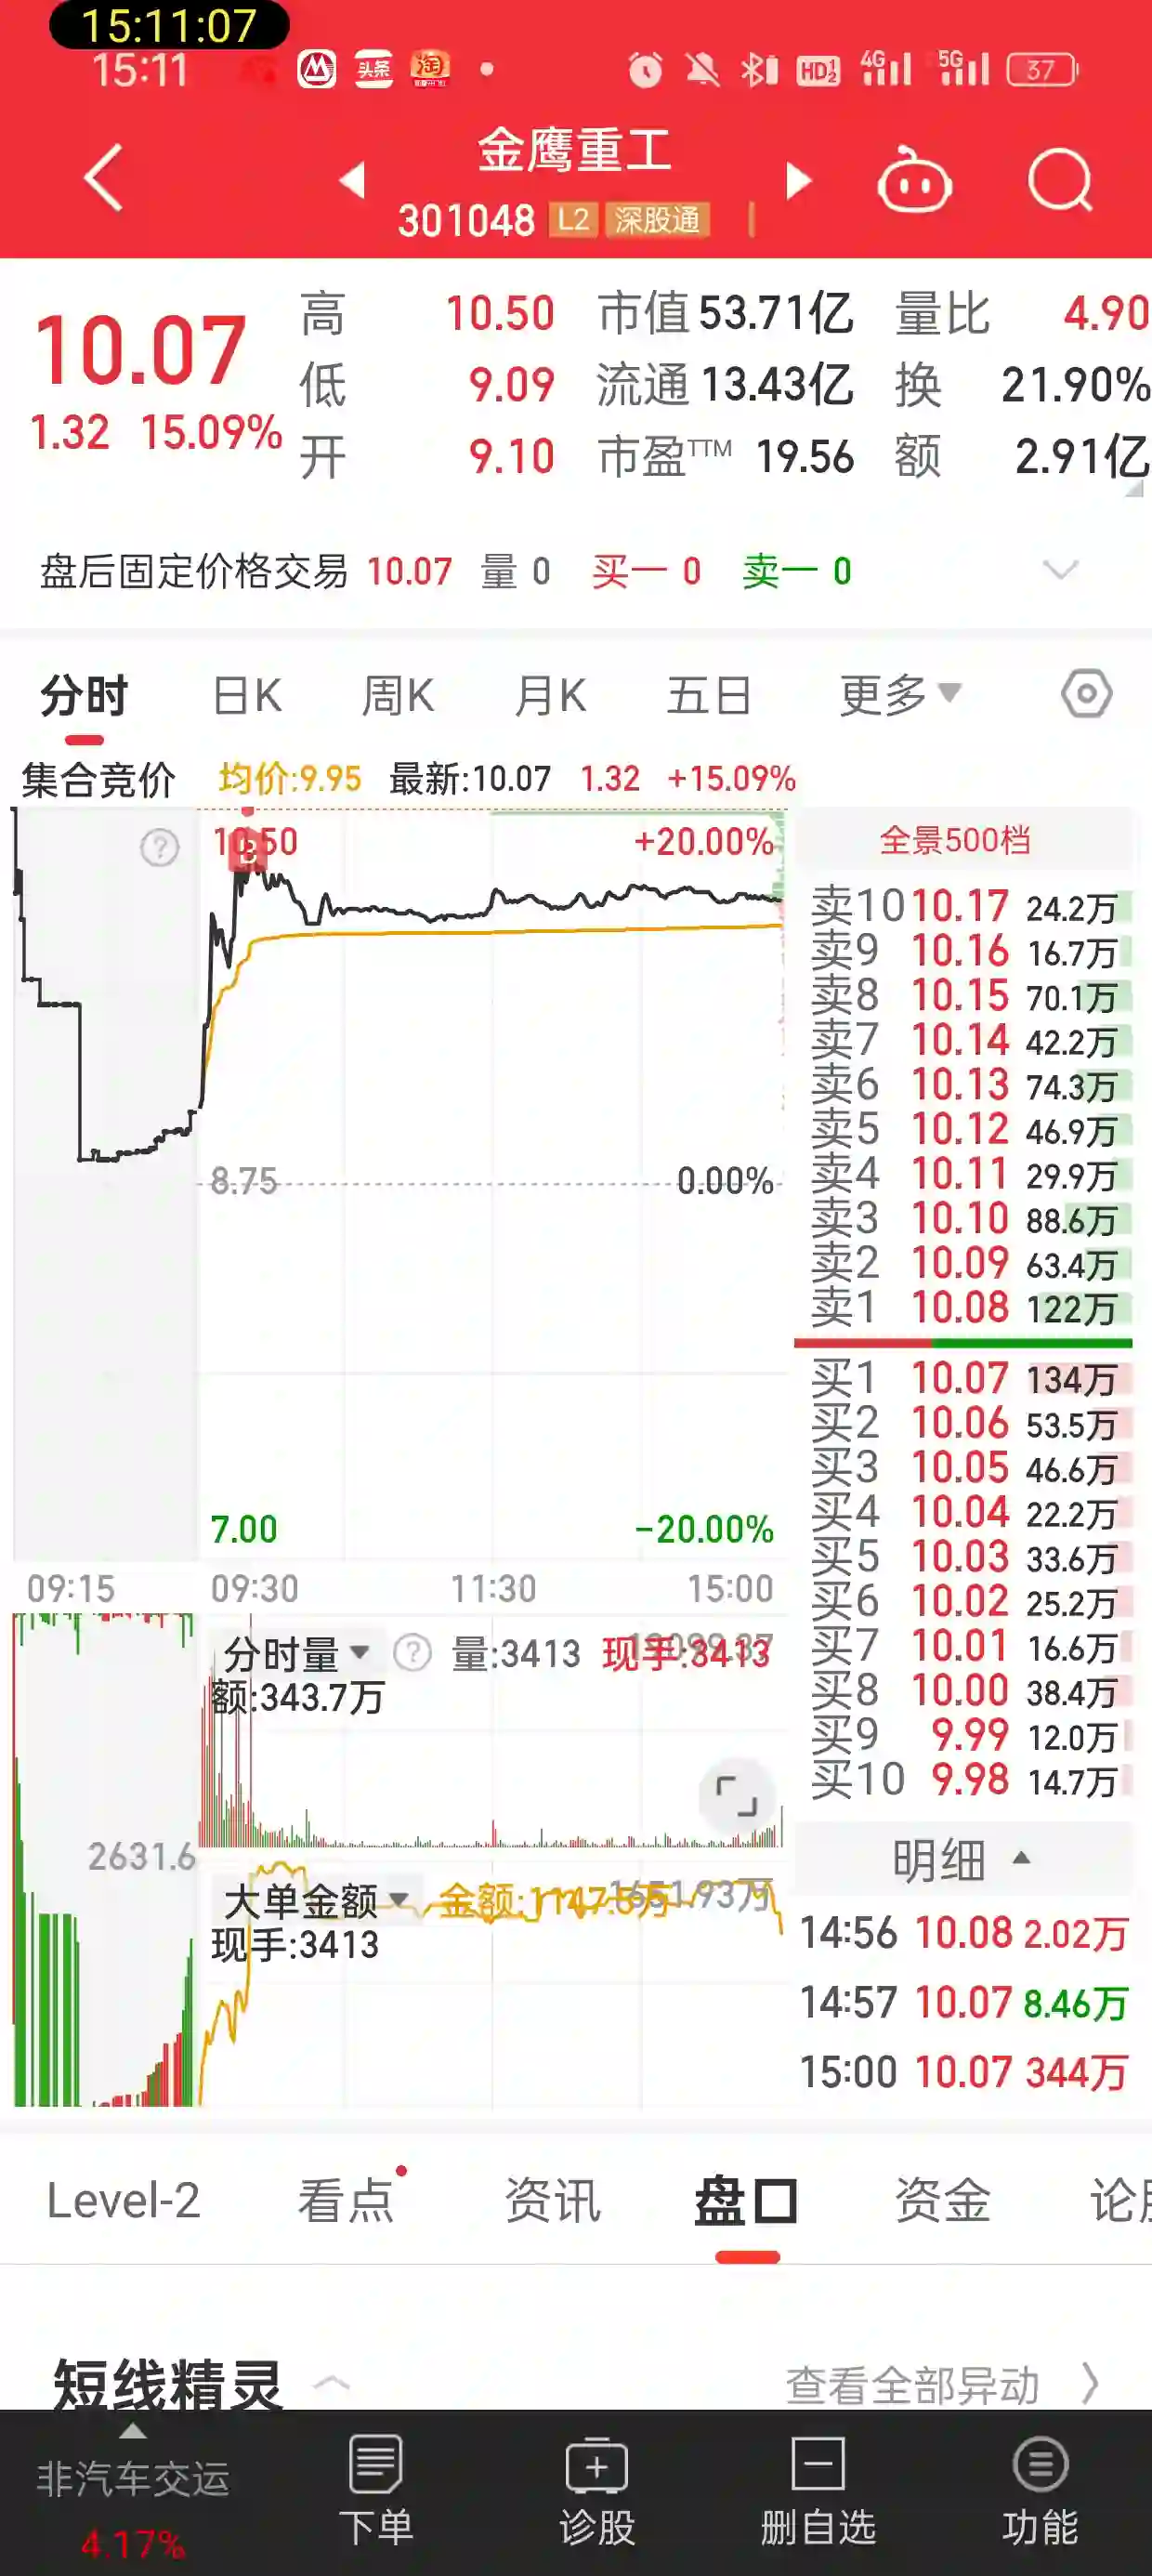 15:11:07
15:11 头条 淘 HD 1 2 4G 5G 37
金鹰重工
301048 L2 深股通
10.07
1.32 15.09%
高 10.50 市值 53.71亿 量比 4.90
低 9.09 流通 13.43亿 换 21.90%
开 9.10 市盈TTM 19.56 额 2.91亿
盘后固定价格交易 10.07 量 0 买一 0 卖一 0
分时 日K 周K 月K 五日 更多
集合竞价 均价:9.95 最新:10.07 1.32 +15.09%
10.50 B +20.00%
8.75 0.00%
7.00 -20.00%
09:15 09:30 11:30 15:00
全景500档
卖10 10.17 24.2万
卖9 10.16 16.7万
卖8 10.15 70.1万
卖7 10.14 42.2万
卖6 10.13 74.3万
卖5 10.12 46.9万
卖4 10.11 29.9万
卖3 10.10 88.6万
卖2 10.09 63.4万
卖1 10.08 122万
买1 10.07 134万
买2 10.06 53.5万
买3 10.05 46.6万
买4 10.04 22.2万
买5 10.03 33.6万
买6 10.02 25.2万
买7 10.01 16.6万
买8 10.00 38.4万
买9 9.99 12.0万
买10 9.98 14.7万
分时量 ? 量:3413 现手:3413
额:343.7万
2631.6
大单金额 金额:1147.5万 1651.93万
现手:3413
明细
14:56 10.08 2.02万
14:57 10.07 8.46万
15:00 10.07 344万
Level-2 看点 资讯 盘口 资金 论
短线精灵 查看全部异动
非汽车交运 4.17%
下单 诊股 删自选 功能